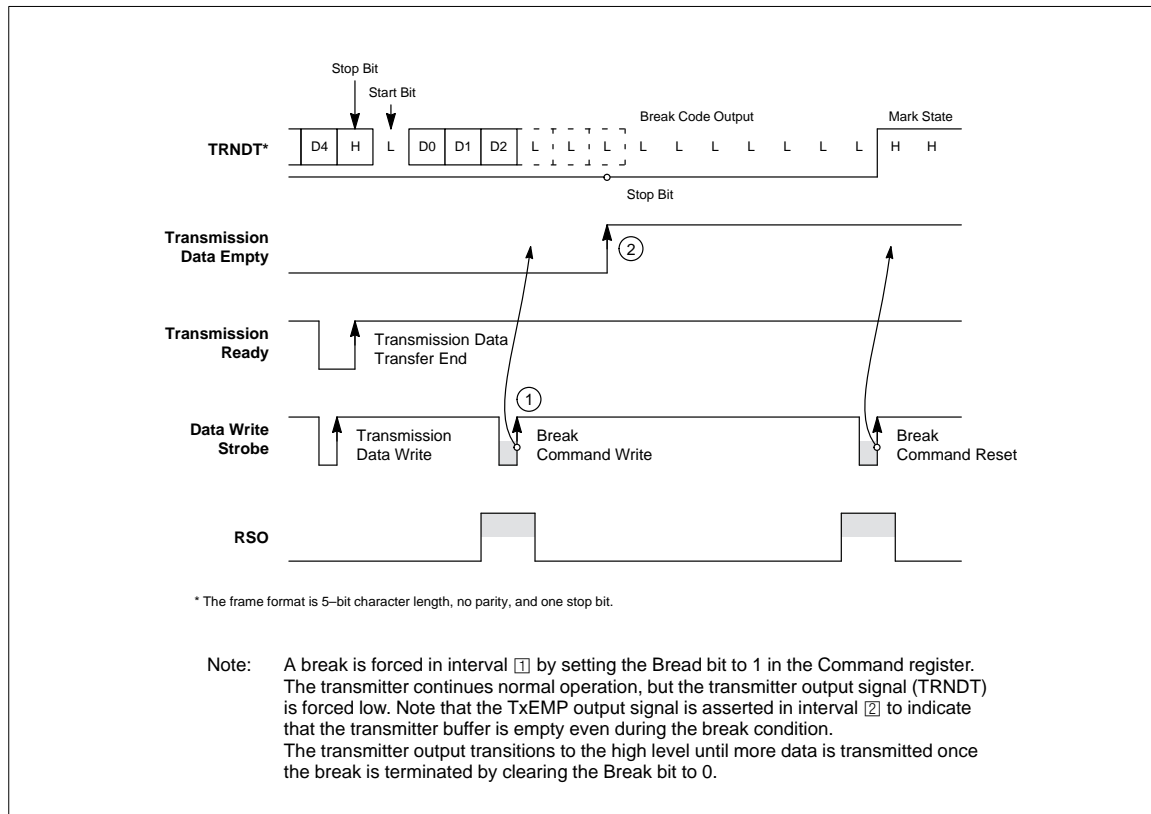 Stop Bit
Start Bit
Break Code Output
Mark State
TRNDT*
D4 H L D0 D1 D2 L L L L L L L L L L H H
Stop Bit
Transmission
Data Empty
2
Transmission
Ready
Transmission Data
Transfer End
1
Data Write
Strobe
Transmission
Data Write
Break
Command Write
Break
Command Reset
RSO
* The frame format is 5–bit character length, no parity, and one stop bit.
Note: A break is forced in interval 1 by setting the Bread bit to 1 in the Command register.
The transmitter continues normal operation, but the transmitter output signal (TRNDT)
is forced low. Note that the TxEMP output signal is asserted in interval 2 to indicate
that the transmitter buffer is empty even during the break condition.
The transmitter output transitions to the high level until more data is transmitted once
the break is terminated by clearing the Break bit to 0.